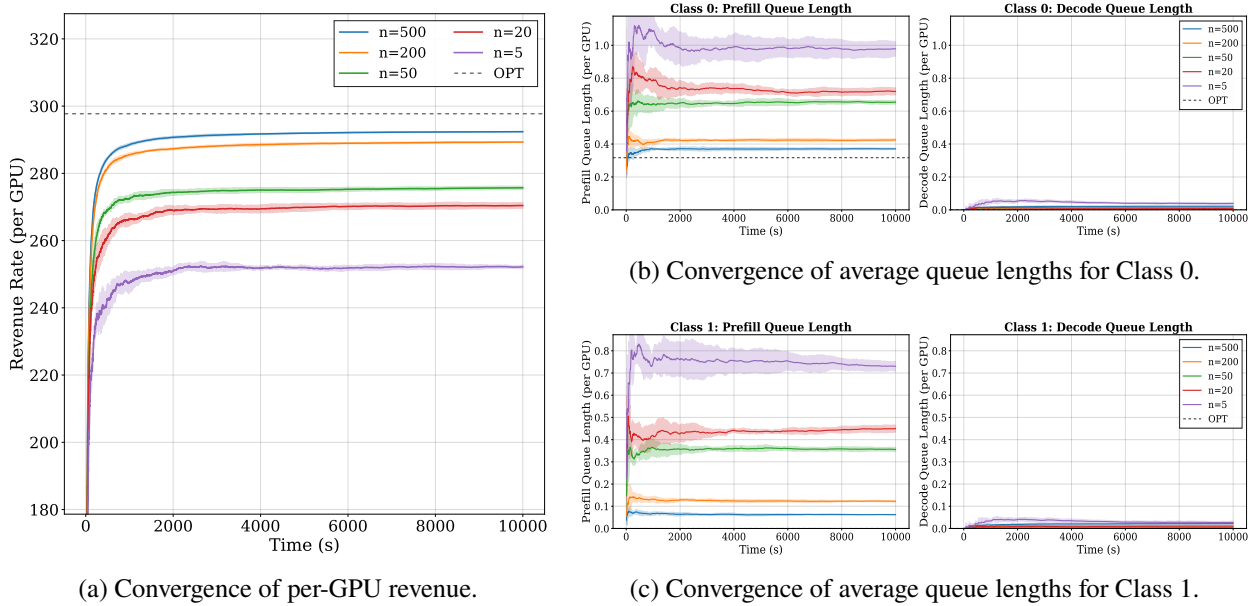 320
300
280
260
240
220
200
180
Revenue Rate (per GPU)
0
2000
4000
6000
8000
10000
Time (s)
n=500
n=200
n=50
n=20
n=5
OPT
(a) Convergence of per-GPU revenue.
Class 0: Prefill Queue Length
Prefill Queue Length (per GPU)
1.0
0.8
0.6
0.4
0.2
0.0
0
2000
4000
6000
8000
10000
Time (s)
Class 0: Decode Queue Length
Decode Queue Length (per GPU)
1.0
0.8
0.6
0.4
0.2
0.0
0
2000
4000
6000
8000
10000
Time (s)
n=500
n=200
n=50
n=20
n=5
OPT
(b) Convergence of average queue lengths for Class 0.
Class 1: Prefill Queue Length
Prefill Queue Length (per GPU)
0.8
0.7
0.6
0.5
0.4
0.3
0.2
0.1
0.0
0
2000
4000
6000
8000
10000
Time (s)
Class 1: Decode Queue Length
Decode Queue Length (per GPU)
0.8
0.7
0.6
0.5
0.4
0.3
0.2
0.1
0.0
0
2000
4000
6000
8000
10000
Time (s)
n=500
n=200
n=50
n=20
n=5
OPT
(c) Convergence of average queue lengths for Class 1.